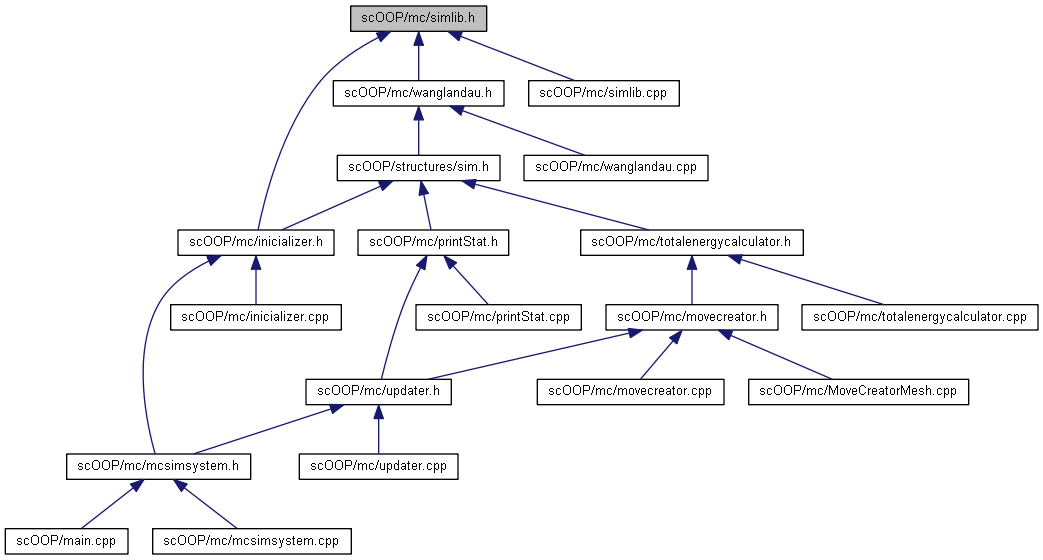 scOOP/mc/simlib.h
scOOP/mc/wanglandau.h
scOOP/mc/simlib.cpp
scOOP/structures/sim.h
scOOP/mc/wanglandau.cpp
scOOP/mc/inicializer.h
scOOP/mc/printStat.h
scOOP/mc/totalenergycalculator.h
scOOP/mc/inicializer.cpp
scOOP/mc/printStat.cpp
scOOP/mc/movecreator.h
scOOP/mc/totalenergycalculator.cpp
scOOP/mc/updater.h
scOOP/mc/movecreator.cpp
scOOP/mc/MoveCreatorMesh.cpp
scOOP/mc/mcsimsystem.h
scOOP/mc/updater.cpp
scOOP/main.cpp
scOOP/mc/mcsimsystem.cpp